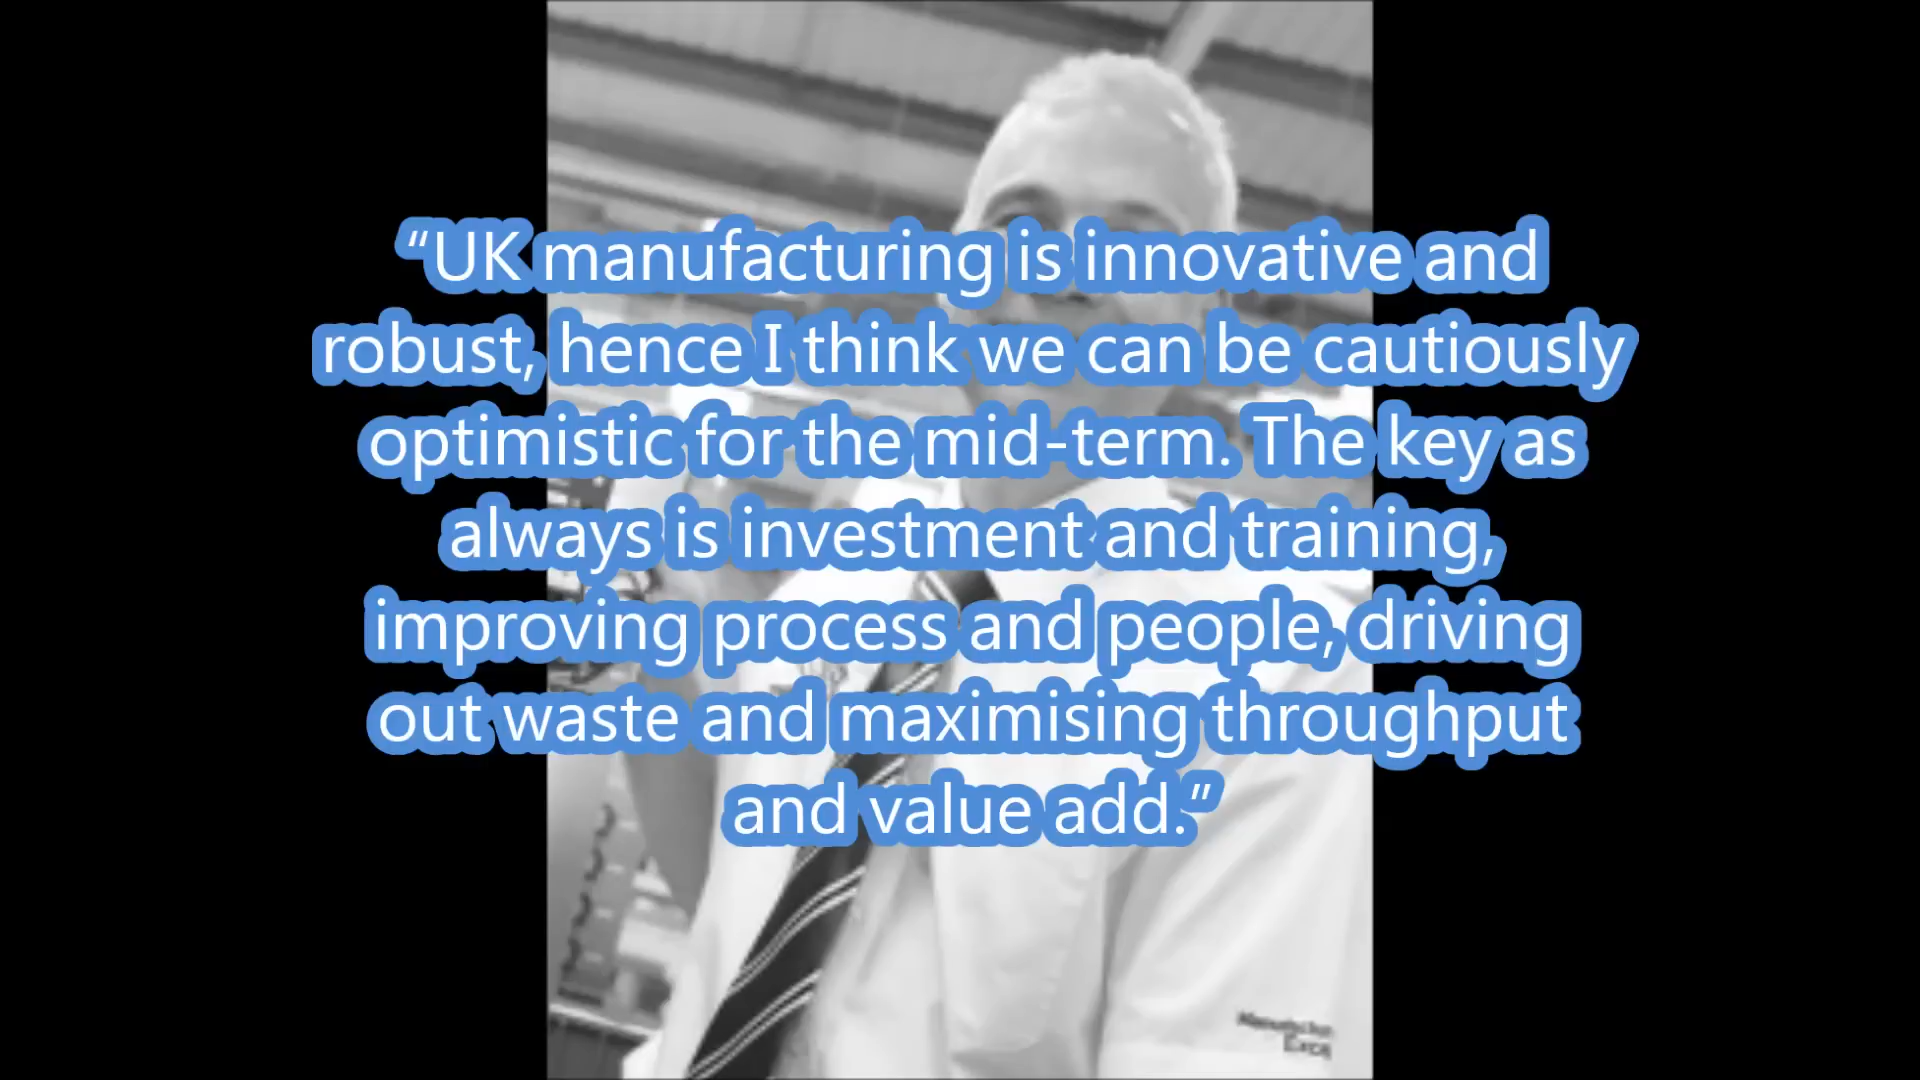 “UK manufacturing is innovative and
robust, hence I think we can be cautiously
optimistic for the mid-term. The key as
always is investment and training,
improving process and people, driving
out waste and maximising throughput
and value add.”